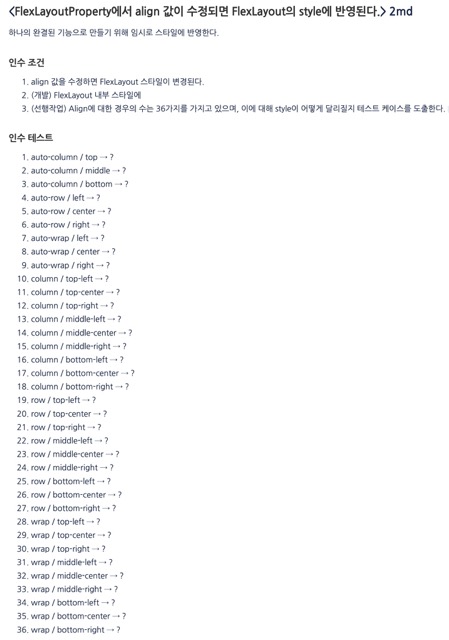 <FlexLayoutProperty에서 align 값이 수정되면 FlexLayout의 style에 반영된다.> 2md
하나의 완결된 기능으로 만들기 위해 임시로 스타일에 반영한다.
인수 조건
1. align 값을 수정하면 FlexLayout 스타일이 변경된다.
2. (개발) FlexLayout 내부 스타일에
3. (선행작업) Align에 대한 경우의 수는 36가지를 가지고 있으며, 이에 대해 style이 어떻게 달리질지 테스트 케이스를 도출한다.
인수 테스트
1. auto-column / top → ?
2. auto-column / middle → ?
3. auto-column / bottom → ?
4. auto-row / left → ?
5. auto-row / center → ?
6. auto-row / right → ?
7. auto-wrap / left → ?
8. auto-wrap / center → ?
9. auto-wrap / right → ?
10. column / top-left → ?
11. column / top-center → ?
12. column / top-right → ?
13. column / middle-left → ?
14. column / middle-center → ?
15. column / middle-right → ?
16. column / bottom-left → ?
17. column / bottom-center → ?
18. column / bottom-right → ?
19. row / top-left → ?
20. row / top-center → ?
21. row / top-right → ?
22. row / middle-left → ?
23. row / middle-center → ?
24. row / middle-right → ?
25. row / bottom-left → ?
26. row / bottom-center → ?
27. row / bottom-right → ?
28. wrap / top-left → ?
29. wrap / top-center → ?
30. wrap / top-right → ?
31. wrap / middle-left → ?
32. wrap / middle-center → ?
33. wrap / middle-right → ?
34. wrap / bottom-left → ?
35. wrap / bottom-center → ?
36. wrap / bottom-right → ?